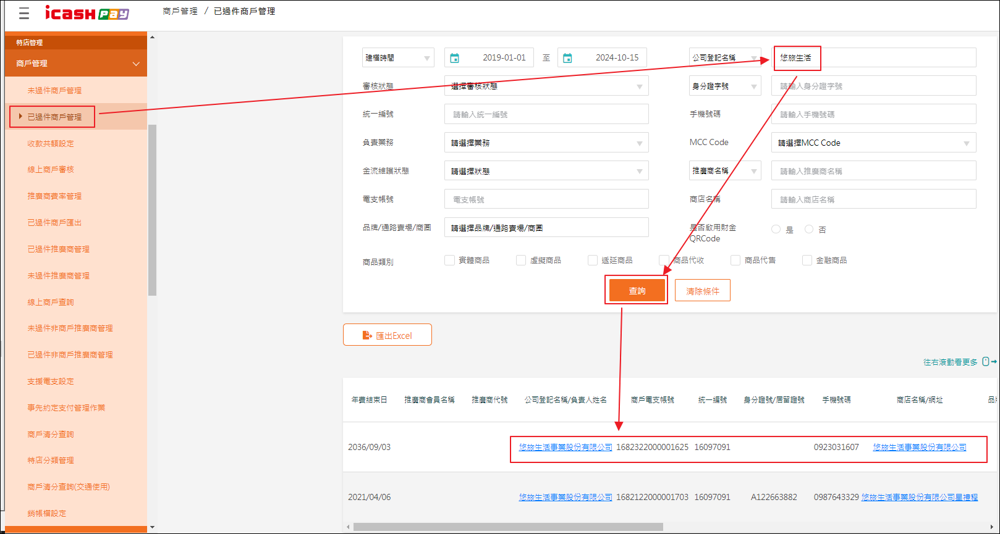 icash Pay
商戶管理 / 已過件商戶管理
特店管理
商戶管理
未過件商戶管理
已過件商戶管理
收款共額設定
線上商戶審核
推廣商費率管理
已過件商戶匯出
已過件推廣商管理
未過件推廣商管理
線上商戶查詢
未過件非商戶推廣商管理
已過件非商戶推廣商管理
支援電支設定
事先約定支付管理作業
商戶清分查詢
特店分類管理
商戶清分查詢(交通使用)
銷帳檔設定
建檔時間 2019-01-01 至 2024-10-15 公司登記名稱 悠旅生活
審核狀態 選擇審核狀態 身分證字號 請輸入身分證字號
統一編號 請輸入統一編號 手機號碼 請輸入手機號碼
負責業務 請選擇業務 MCC Code 請選擇MCC Code
金流維護狀態 請選擇狀態 推廣商名稱 請輸入推廣商名稱
電支帳號 電支帳號 商店名稱 請輸入商店名稱
品牌/通路賣場/商圈 請選擇品牌/通路賣場/商圈 是否啟用財金
QRCode 是 否
商品類別 實體商品 虛擬商品 遞延商品 商品代收 商品代售 金融商品
查詢 清除條件
匯出Excel
往右滾動看更多
年費結束日 推廣商會員名稱 推廣商代號 公司登記名稱/負責人姓名 商戶電支帳號 統一編號 身分證號/居留證號 手機號碼 商店名稱/網址
2036/09/03 悠旅生活事業股份有限公司 1682322000001625 16097091 0923031607 悠旅生活事業股份有限公司
2021/04/06 悠旅生活事業股份有限公司 1682122000001703 16097091 A122663882 0987643329 悠旅生活事業股份有限公司星禮程